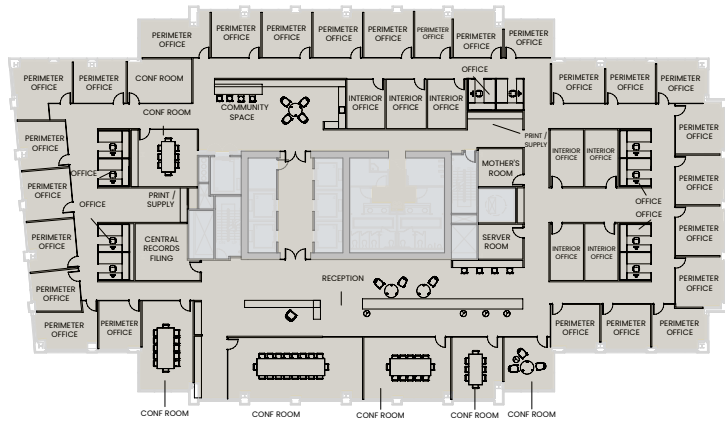 PERIMETER
OFFICE
PERIMETER
OFFICE
PERIMETER
OFFICE
PERIMETER
OFFICE
PERIMETER
OFFICE
PERIMETER
OFFICE
PERIMETER
OFFICE
PERIMETER
OFFICE
PERIMETER
OFFICE
PERIMETER
OFFICE
CONF ROOM
OFFICE
PERIMETER
OFFICE
PERIMETER
OFFICE
PERIMETER
OFFICE
CONF ROOM
COMMUNITY
SPACE
INTERIOR
OFFICE
INTERIOR
OFFICE
INTERIOR
OFFICE
PERIMETER
OFFICE
PERIMETER
OFFICE
PRINT /
SUPPLY
INTERIOR
OFFICE
INTERIOR
OFFICE
OFFICE
MOTHER'S
ROOM
PERIMETER
OFFICE
PERIMETER
OFFICE
PRINT /
SUPPLY
OFFICE
OFFICE
OFFICE
PERIMETER
OFFICE
CENTRAL
RECORDS
FILING
SERVER
ROOM
INTERIOR
OFFICE
INTERIOR
OFFICE
PERIMETER
OFFICE
PERIMETER
OFFICE
RECEPTION
PERIMETER
OFFICE
PERIMETER
OFFICE
PERIMETER
OFFICE
PERIMETER
OFFICE
PERIMETER
OFFICE
PERIMETER
OFFICE
CONF ROOM
CONF ROOM
CONF ROOM
CONF ROOM
CONF ROOM